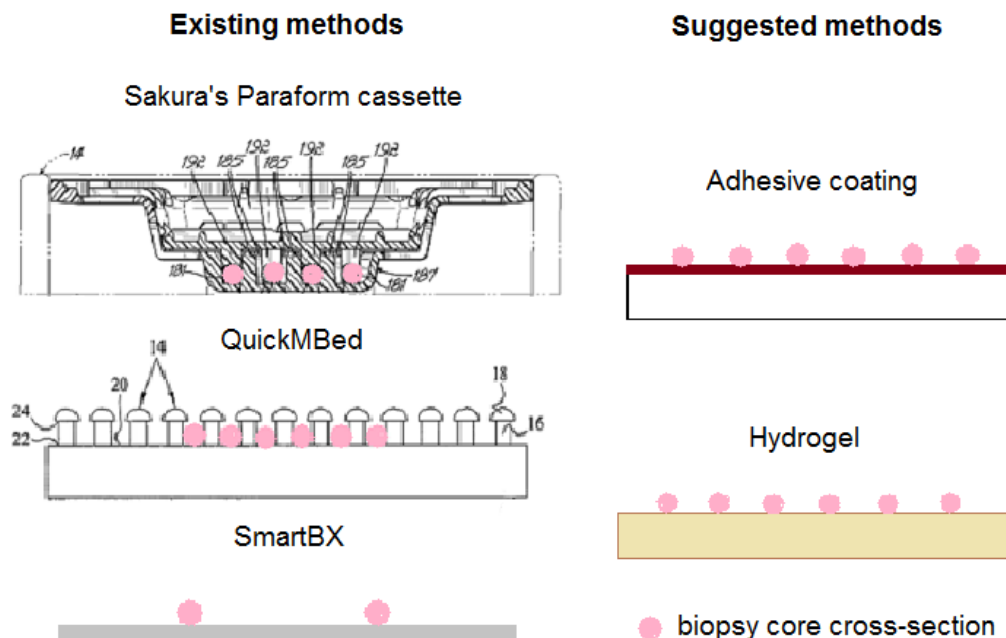 Existing methods
Suggested methods
Sakura's Paraform cassette
14
192 185 192 185 192 185 192
181
181
187
Adhesive coating
QuickMBed
14
20
18
24
22
16
Hydrogel
SmartBX
biopsy core cross-section